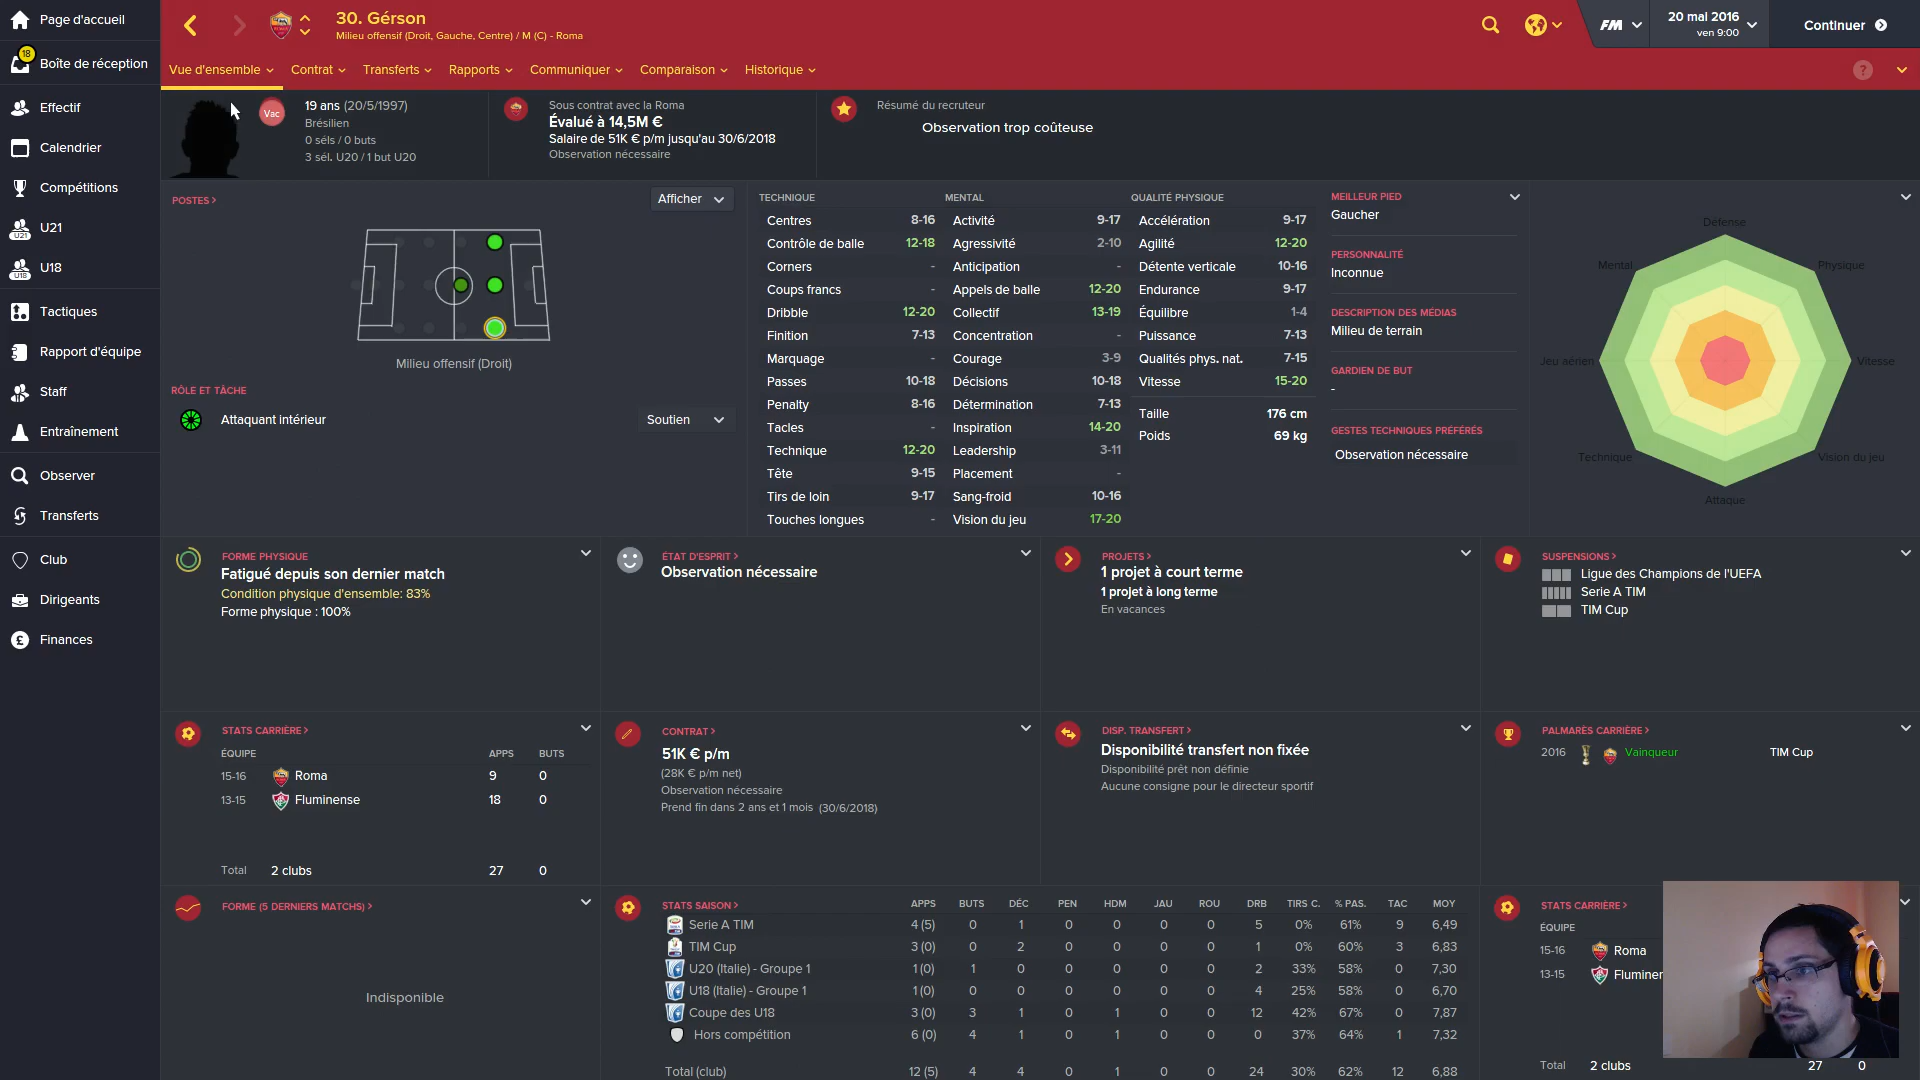 Page d'accueil
18
Boîte de réception
Effectif
Calendrier
Compétitions
U21
U21
U18
U18
Tactiques
Rapport d'équipe
Staff
Entraînement
Observer
Transferts
Club
Dirigeants
Finances
30. Gérson
Milieu offensif (Droit, Gauche, Centre) / M (C) - Roma
FM
20 mai 2016
ven 9:00
Continuer
Vue d'ensemble
Contrat
Transferts
Rapports
Communiquer
Comparaison
Historique
?
Vac
19 ans (20/5/1997)
Brésilien
0 séls / 0 buts
3 sél. U20 / 1 but U20
Sous contrat avec la Roma
Évalué à 14,5M €
Salaire de 51K € p/m jusqu'au 30/6/2018
Observation nécessaire
Résumé du recruteur
Observation trop coûteuse
POSTES >
Afficher
Milieu offensif (Droit)
RÔLE ET TÂCHE
Attaquant intérieur
Soutien
TECHNIQUE
Centres 8-16
Contrôle de balle 12-18
Corners -
Coups francs -
Dribble 12-20
Finition 7-13
Marquage -
Passes 10-18
Penalty 8-16
Tacles -
Technique 12-20
Tête 9-15
Tirs de loin 9-17
Touches longues -
MENTAL
Activité 9-17
Agressivité 2-10
Anticipation -
Appels de balle 12-20
Collectif 13-19
Concentration -
Courage 3-9
Décisions 10-18
Détermination 7-13
Inspiration 14-20
Leadership 3-11
Placement -
Sang-froid 10-16
Vision du jeu 17-20
QUALITÉ PHYSIQUE
Accélération 9-17
Agilité 12-20
Détente verticale 10-16
Endurance 9-17
Équilibre 1-4
Puissance 7-13
Qualités phys. nat. 7-15
Vitesse 15-20
Taille 176 cm
Poids 69 kg
MEILLEUR PIED
Gaucher
PERSONNALITÉ
Inconnue
DESCRIPTION DES MÉDIAS
Milieu de terrain
GARDIEN DE BUT
-
GESTES TECHNIQUES PRÉFÉRÉS
Observation nécessaire
Défense
Mental
Physique
Jeu aérien
Vitesse
Technique
Vision du jeu
Attaque
FORME PHYSIQUE
Fatigué depuis son dernier match
Condition physique d'ensemble: 83%
Forme physique : 100%
ÉTAT D'ESPRIT >
Observation nécessaire
PROJETS >
1 projet à court terme
1 projet à long terme
En vacances
SUSPENSIONS >
Ligue des Champions de l'UEFA
Serie A TIM
TIM Cup
STATS CARRIÈRE >
ÉQUIPE APPS BUTS
15-16 Roma 9 0
13-15 Fluminense 18 0
Total 2 clubs 27 0
CONTRAT >
51K € p/m
(28K € p/m net)
Observation nécessaire
Prend fin dans 2 ans et 1 mois (30/6/2018)
DISP. TRANSFERT >
Disponibilité transfert non fixée
Disponibilité prêt non définie
Aucune consigne pour le directeur sportif
PALMARÈS CARRIÈRE >
2016 Vainqueur TIM Cup
FORME (5 DERNIERS MATCHS) >
Indisponible
STATS SAISON > APPS BUTS DÉC PEN HDM JAU ROU DRB TIRS C. % PAS. TAC MOY
Serie A TIM 4 (5) 0 1 0 0 0 0 5 0% 61% 9 6,49
TIM Cup 3 (0) 0 2 0 0 0 0 1 0% 60% 3 6,83
U20 (Italie) - Groupe 1 1 (0) 1 0 0 0 0 0 2 33% 58% 0 7,30
U18 (Italie) - Groupe 1 1 (0) 0 0 0 0 0 0 4 25% 58% 0 6,70
Coupe des U18 3 (0) 3 1 0 1 0 0 12 42% 67% 0 7,87
Hors compétition 6 (0) 4 1 0 1 0 0 0 37% 64% 1 7,32
Total (club) 12 (5) 4 4 0 1 0 0 24 30% 62% 12 6,88
STATS CARRIÈRE >
ÉQUIPE
15-16 Roma
13-15 Fluminen
Total 2 clubs 27 0